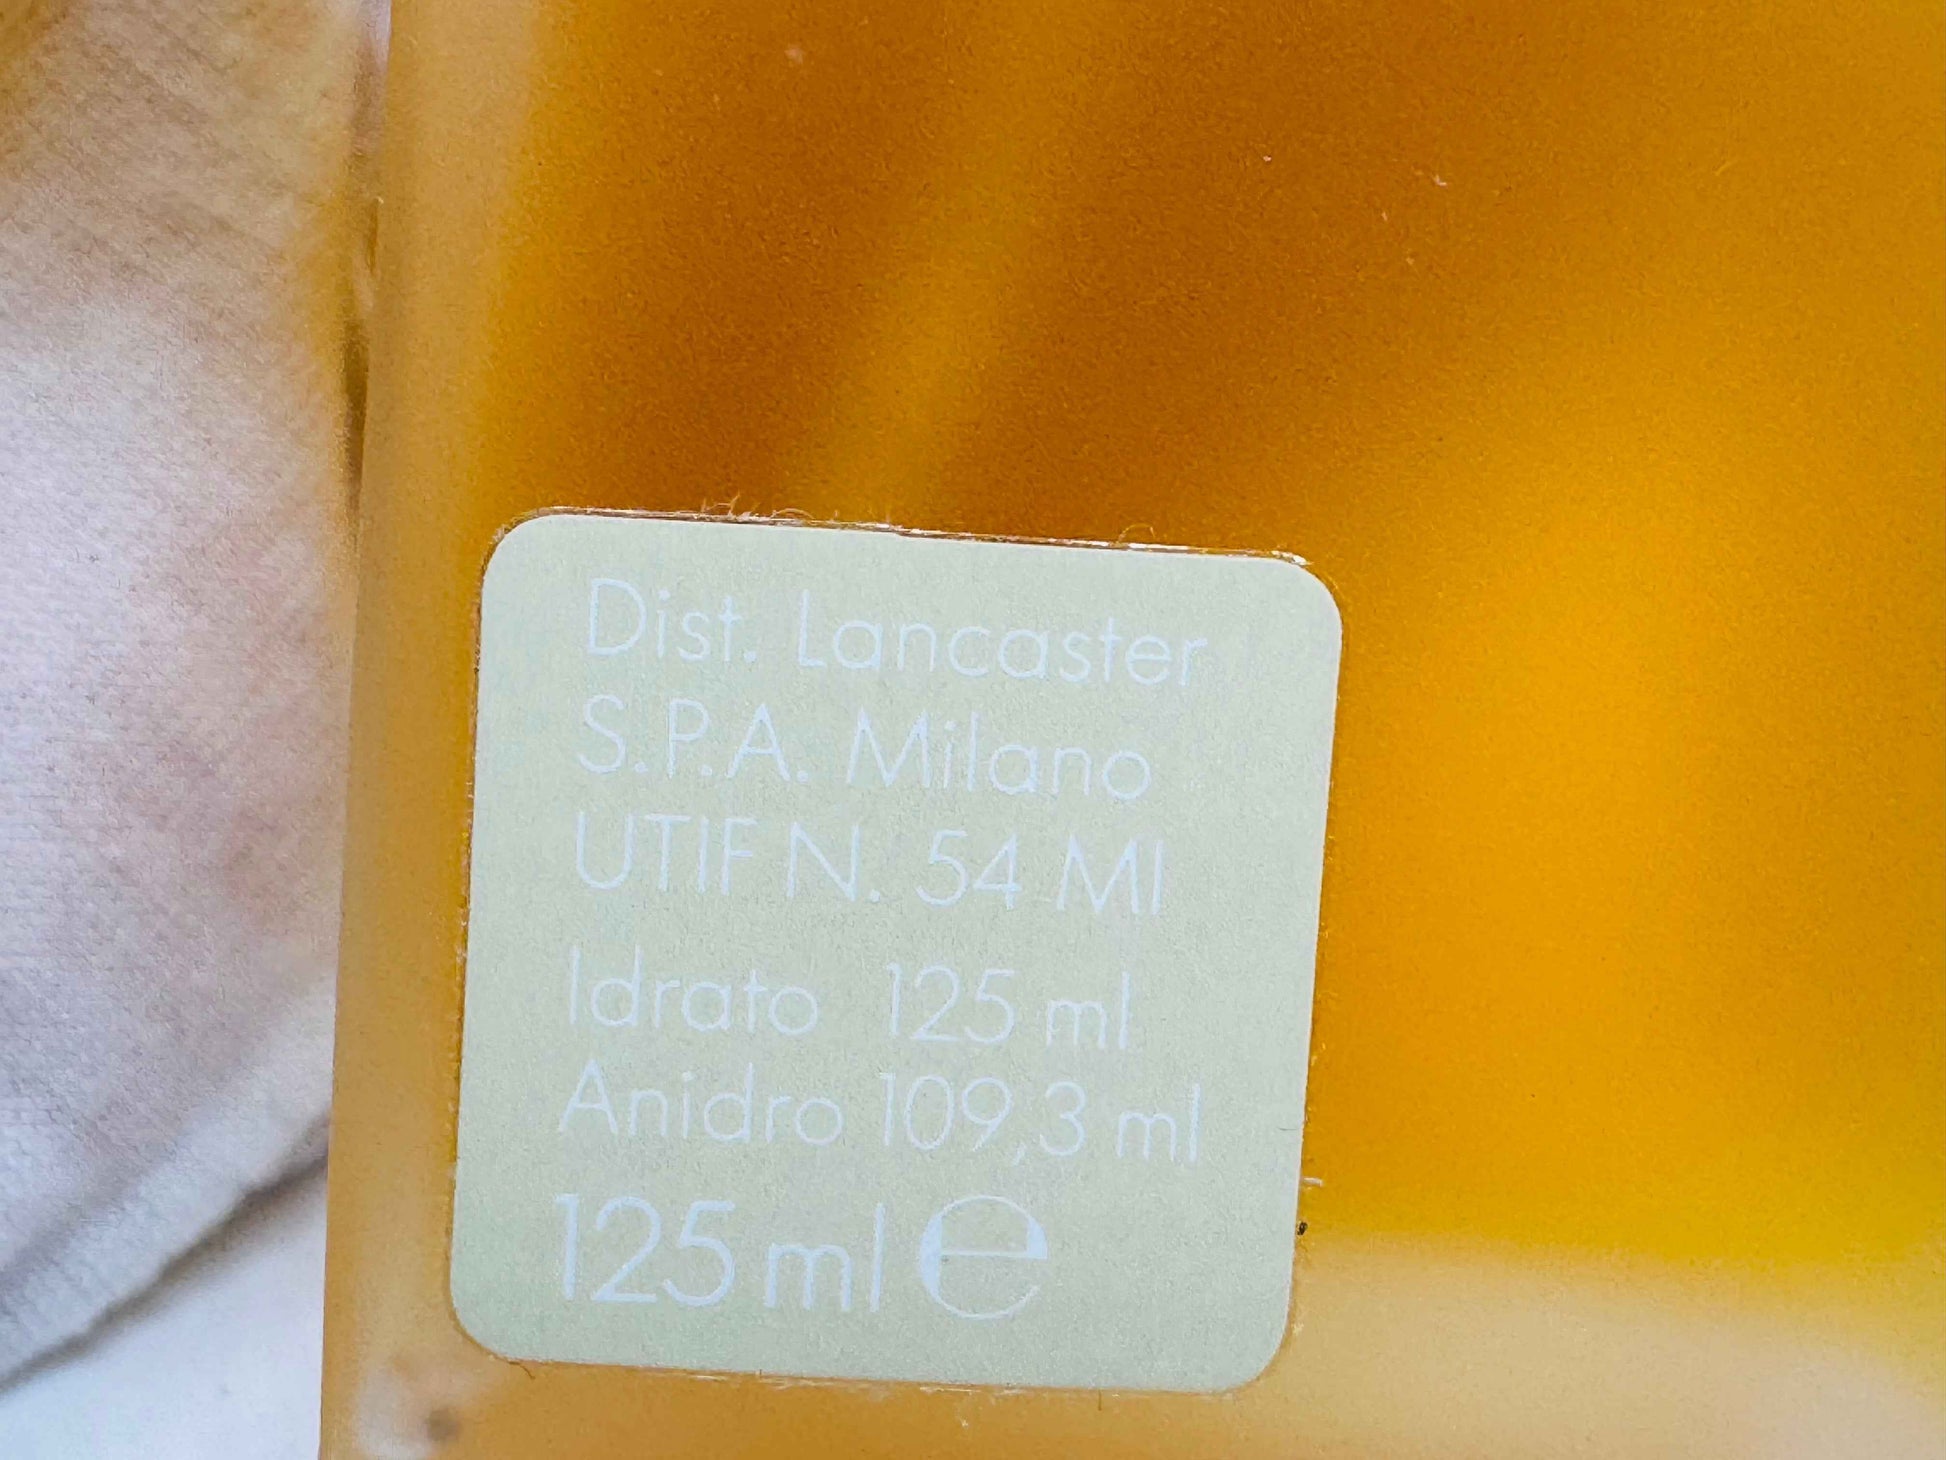 Dist. Lancaster
S.P.A. Milano
UTIF N. 54 MI
Idrato 125 ml
Anidro 109,3 ml
125 ml ℮